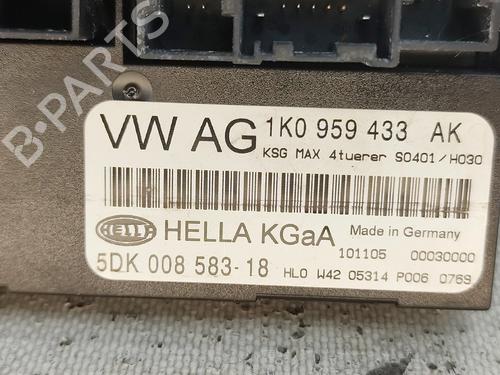 VW AG 1K0 959 433 AK
KSG MAX 4tuerer S0401/H030
HELLA HELLA KGaA Made in Germany
101105 00030000
5DK 008 583-18 HLO W42 05314 P006 0769
B-PARTS